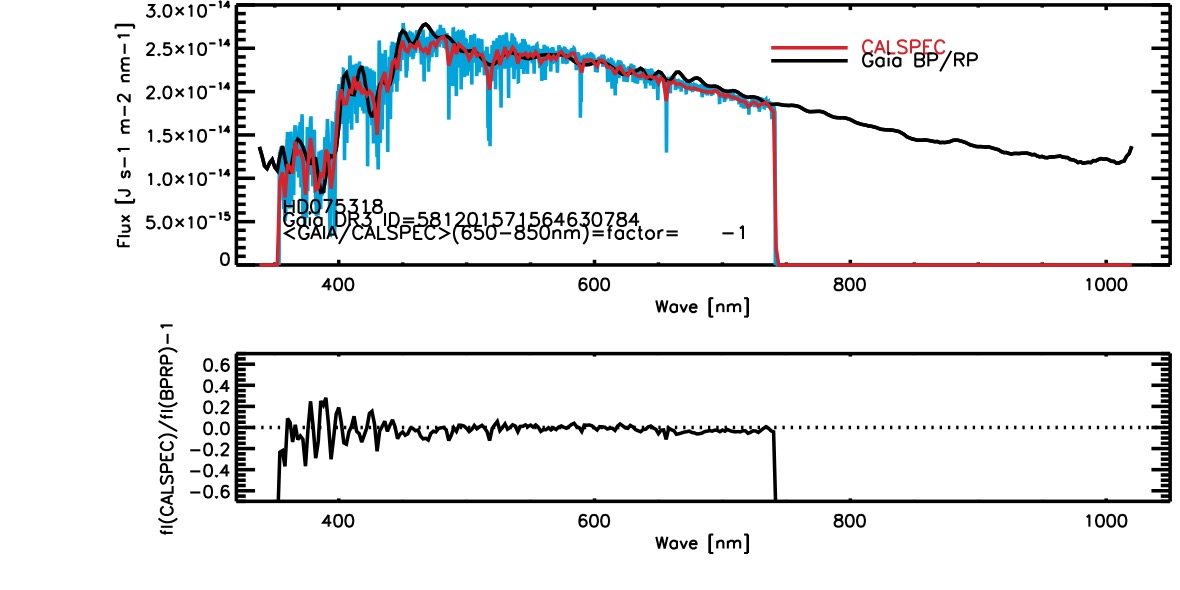 3.0×10⁻¹⁴
2.5×10⁻¹⁴
2.0×10⁻¹⁴
1.5×10⁻¹⁴
1.0×10⁻¹⁴
5.0×10⁻¹⁵
0
Flux [J s−1 m−2 nm−1]
CALSPEC
Gaia BP/RP
HD075318
Gaia DR3 ID=5812015715646307​84
<GAIA/CALSPEC>(650−850nm)=factor= −1
400 600 800 1000
Wave [nm]
0.6
0.4
0.2
0.0
−0.2
−0.4
−0.6
fl(CALSPEC)/fl(BPRP)−1
400 600 800 1000
Wave [nm]